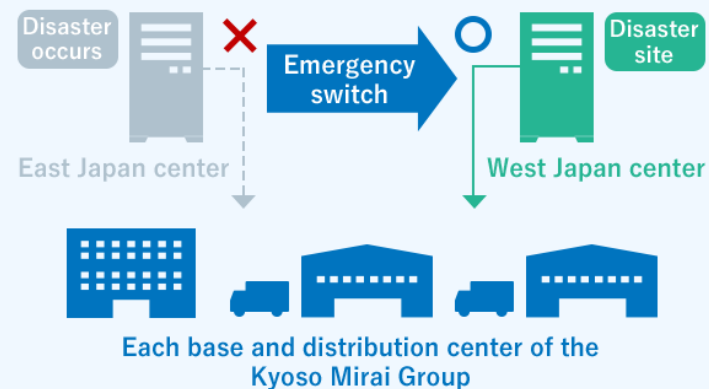 Disaster
occurs
Emergency
switch
Disaster
site
East Japan center
West Japan center
Each base and distribution center of the
Kyoso Mirai Group